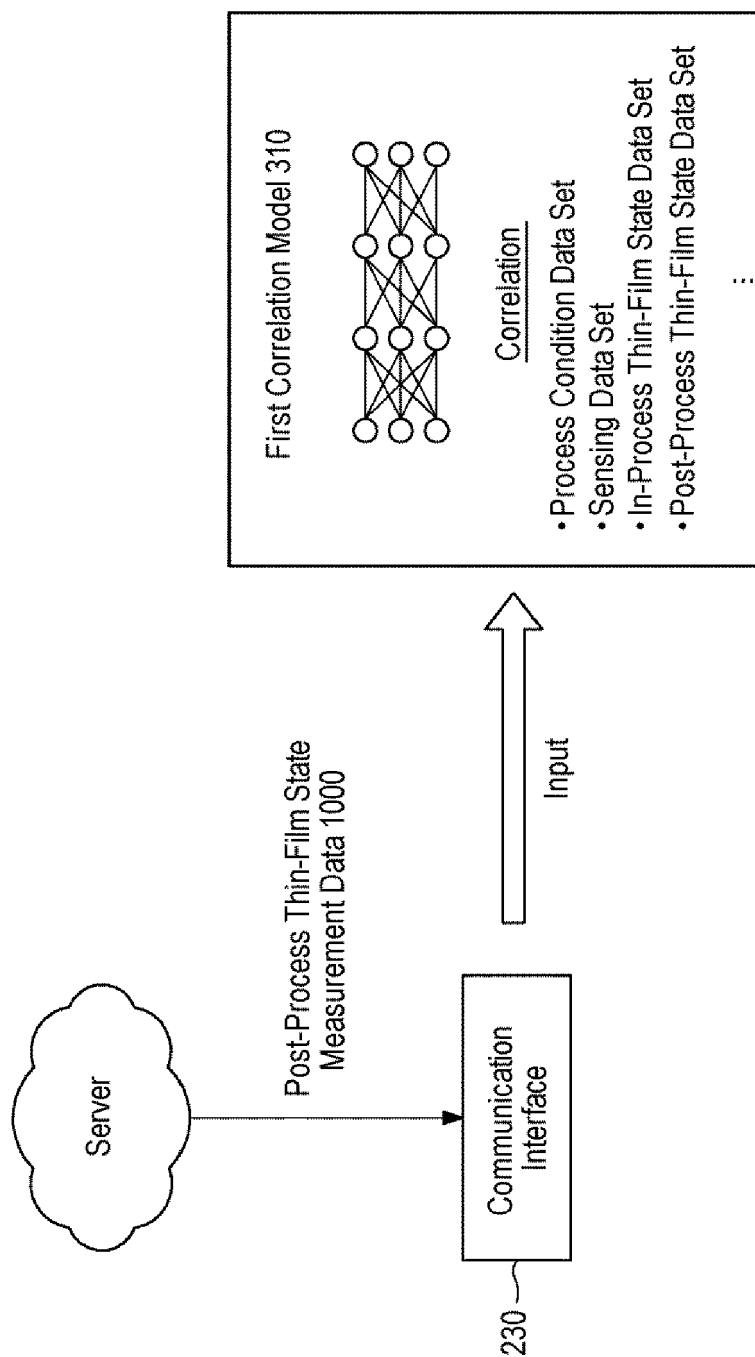 Server
Post-Process Thin-Film State
Measurement Data 1000
Communication
Interface
230
Input
First Correlation Model 310
Correlation
• Process Condition Data Set
• Sensing Data Set
• In-Process Thin-Film State Data Set
• Post-Process Thin-Film State Data Set
⋮